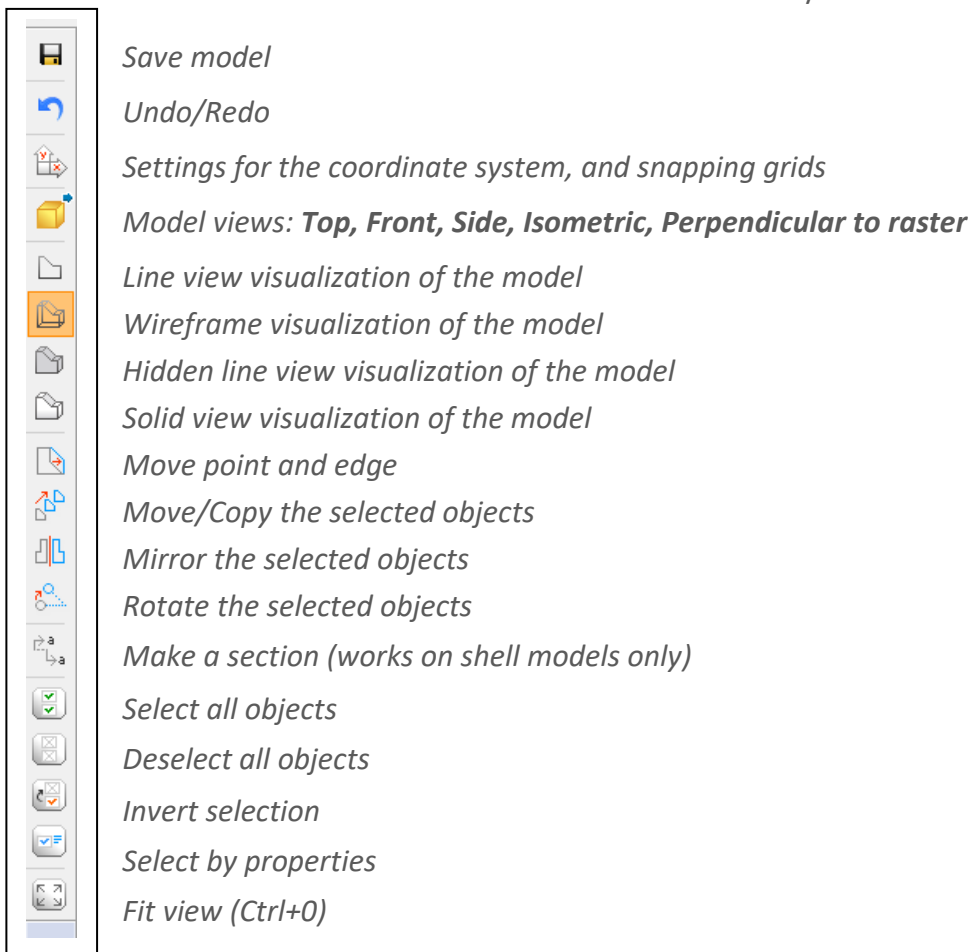 Save model
Undo/Redo
Settings for the coordinate system, and snapping grids
Model views: Top, Front, Side, Isometric, Perpendicular to raster
Line view visualization of the model
Wireframe visualization of the model
Hidden line view visualization of the model
Solid view visualization of the model
Move point and edge
Move/Copy the selected objects
Mirror the selected objects
Rotate the selected objects
Make a section (works on shell models only)
Select all objects
Deselect all objects
Invert selection
Select by properties
Fit view (Ctrl+0)